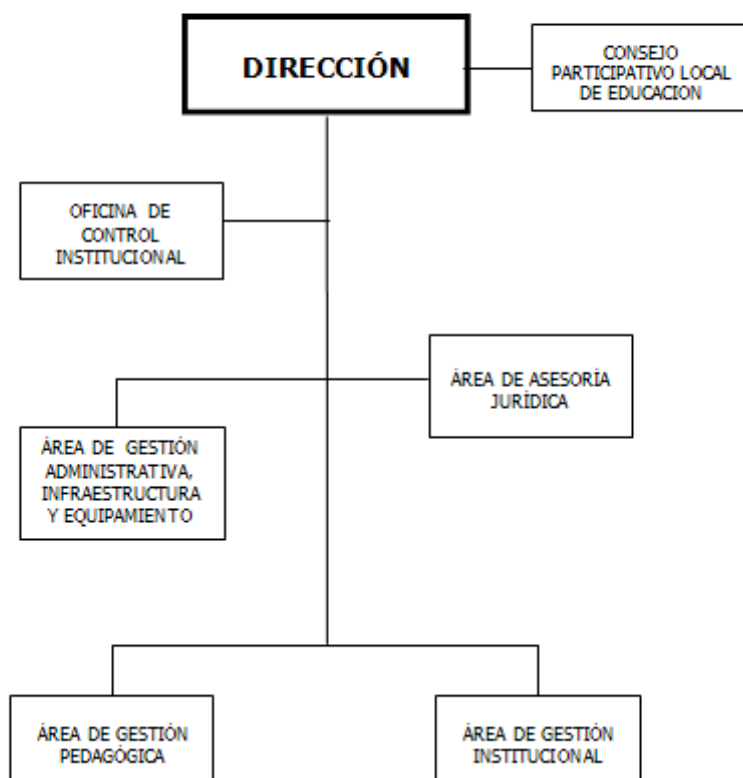 DIRECCIÓN
CONSEJO
PARTICIPATIVO LOCAL
DE EDUCACION
OFICINA DE
CONTROL
INSTITUCIONAL
ÁREA DE ASESORÍA
JURÍDICA
ÁREA DE GESTIÓN
ADMINISTRATIVA,
INFRAESTRUCTURA
Y EQUIPAMIENTO
ÁREA DE GESTIÓN
PEDAGÓGICA
ÁREA DE GESTIÓN
INSTITUCIONAL